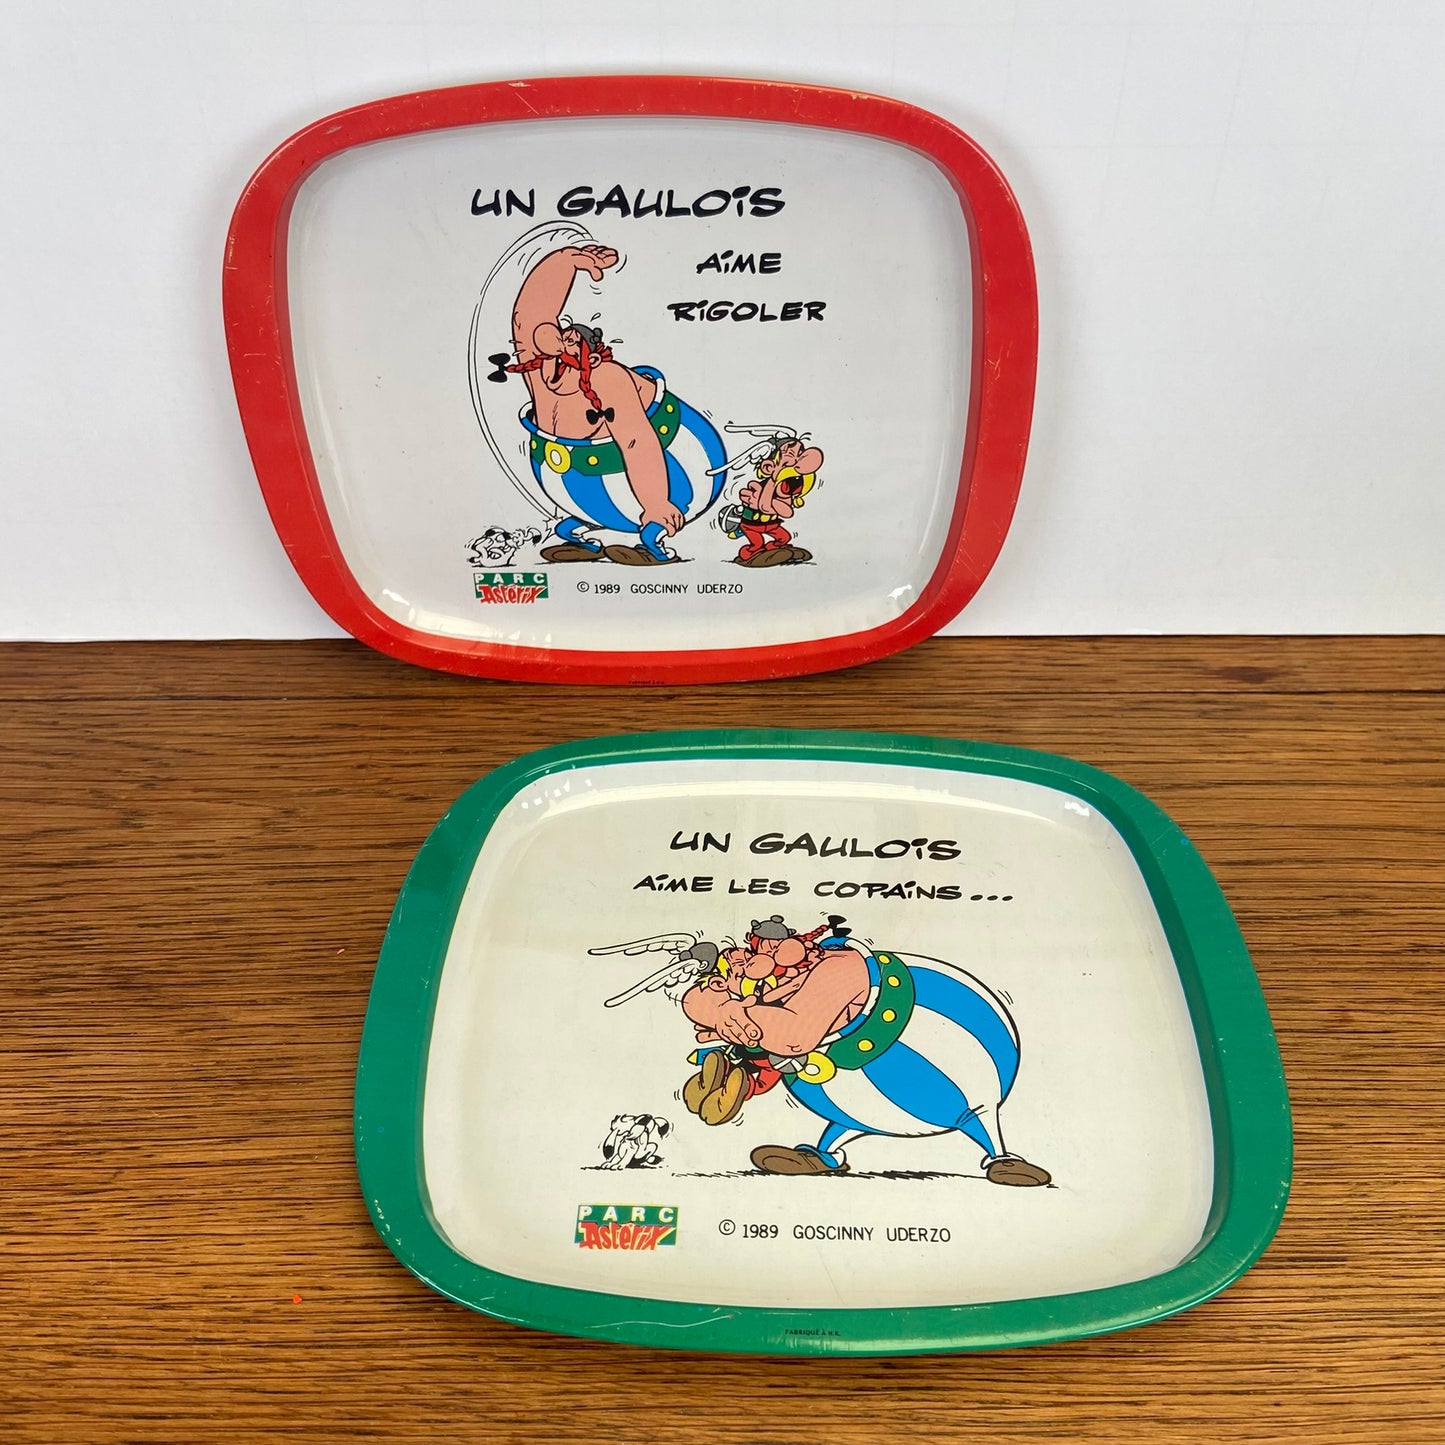 UN GAULOiS
AiME
RiGOLER
PARC
Astérix
© 1989 GOSCINNY UDERZO
FABRIQUÉ À H.K.
UN GAULOiS
AiME LES COPAiNS...
PARC
Astérix
© 1989 GOSCINNY UDERZO
FABRIQUÉ À H.K.